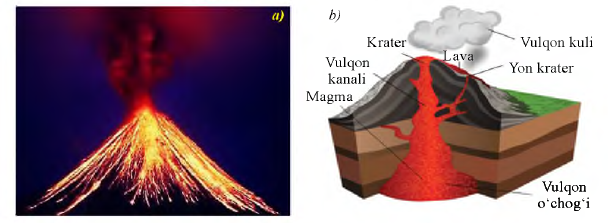 a)
b)
Krater
Lava
Vulqon kuli
Vulqon
kanali
Yon krater
Magma
Vulqon
o‘chog‘i